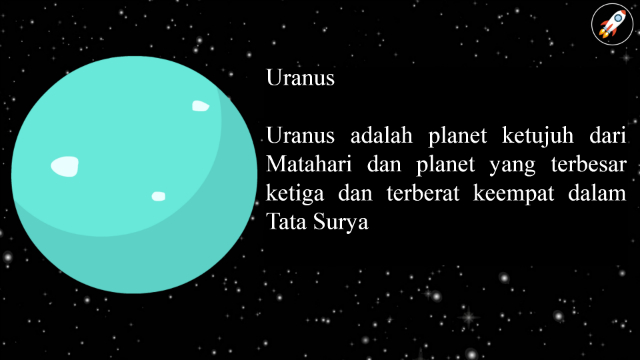 Uranus
Uranus adalah planet ketujuh dari
Matahari dan planet yang terbesar
ketiga dan terberat keempat dalam
Tata Surya